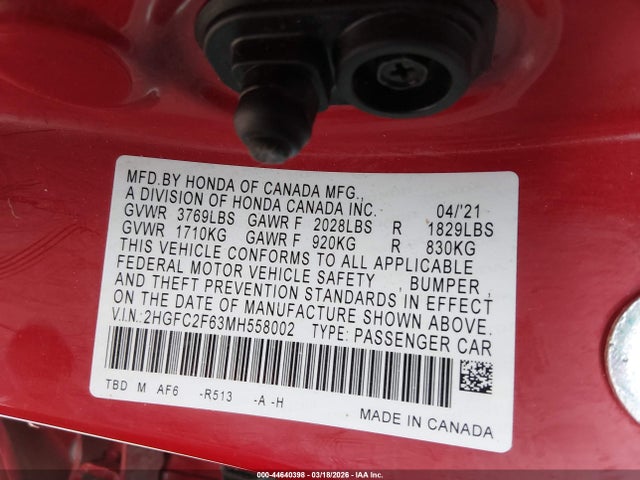 MFD.BY HONDA OF CANADA MFG.,
A DIVISION OF HONDA CANADA INC. 04/'21
GVWR 3769LBS GAWR F 2028LBS R 1829LBS
GVWR 1710KG GAWR F 920KG R 830KG
THIS VEHICLE CONFORMS TO ALL APPLICABLE
FEDERAL MOTOR VEHICLE SAFETY , BUMPER ,
AND THEFT PREVENTION STANDARDS IN EFFECT
ON THE DATE OF MANUFACTURE SHOWN ABOVE.
V.I.N.:2HGFC2F63MH558002 TYPE: PASSENGER CAR
TBD M AF6 -R513 -A -H
MADE IN CANADA
000-44640398 | 03/18/2026 | IAA Inc.